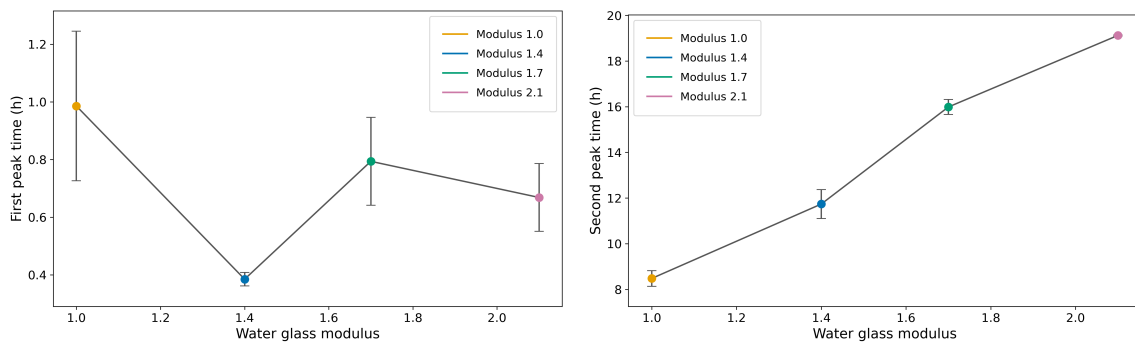 First peak time (h)
1.2
1.0
0.8
0.6
0.4
Modulus 1.0
Modulus 1.4
Modulus 1.7
Modulus 2.1
1.0 1.2 1.4 1.6 1.8 2.0
Water glass modulus
Second peak time (h)
20
18
16
14
12
10
8
Modulus 1.0
Modulus 1.4
Modulus 1.7
Modulus 2.1
1.0 1.2 1.4 1.6 1.8 2.0
Water glass modulus